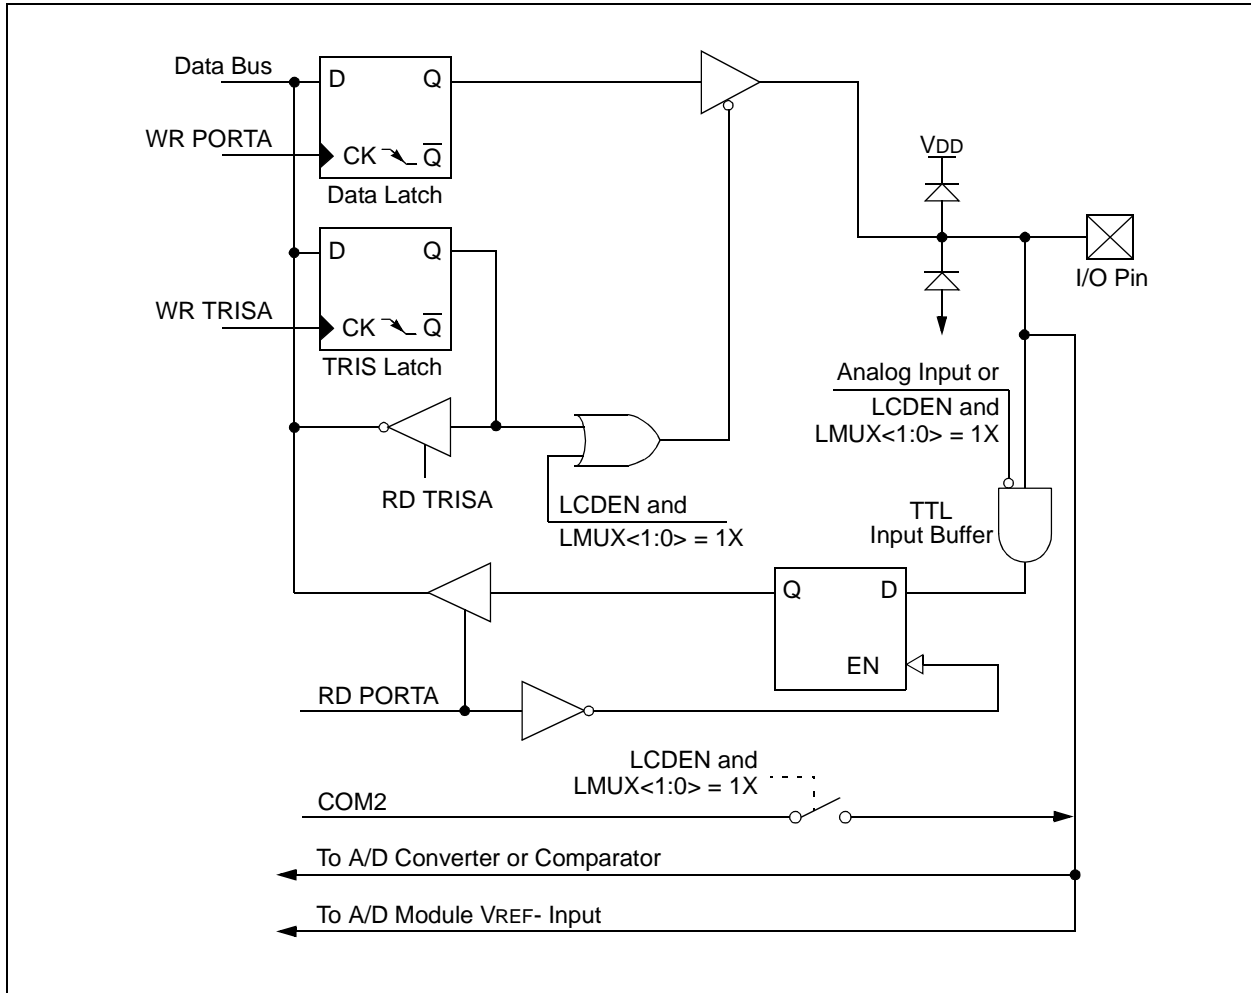 Data Bus
D Q
WR PORTA
CK Q
Data Latch
VDD
D Q
I/O Pin
WR TRISA
CK Q
TRIS Latch
Analog Input or
LCDEN and
LMUX<1:0> = 1X
RD TRISA
LCDEN and
LMUX<1:0> = 1X
TTL
Input Buffer
Q D
EN
RD PORTA
LCDEN and
LMUX<1:0> = 1X
COM2
To A/D Converter or Comparator
To A/D Module VREF- Input